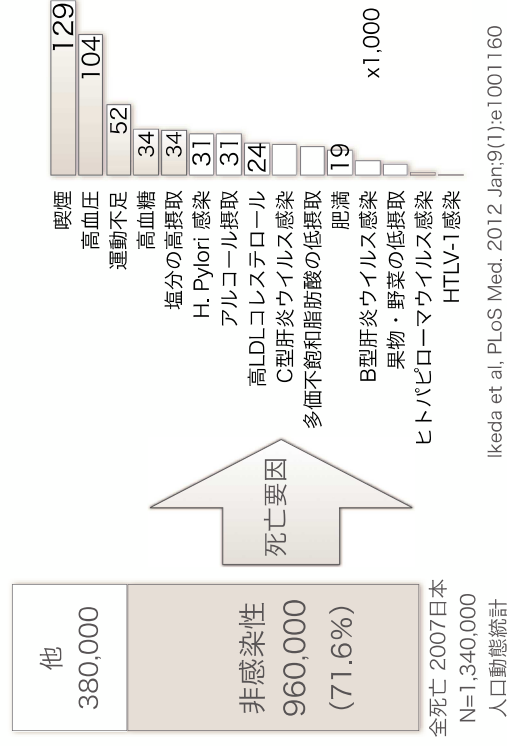 他
380,000
非感染性
960,000
(71.6%)
全死亡 2007日本
N=1,340,000
人口動態統計
死亡要因
喫煙
129
高血圧
104
運動不足
52
高血糖
34
塩分の高摂取
34
H. Pylori 感染
31
アルコール摂取
31
高LDLコレステロール
24
C型肝炎ウイルス感染
多価不飽和脂肪酸の低摂取
肥満
19
B型肝炎ウイルス感染
果物・野菜の低摂取
ヒトパピローマウイルス感染
HTLV-1感染
x1,000
Ikeda et al, PLoS Med. 2012 Jan;9(1):e1001160